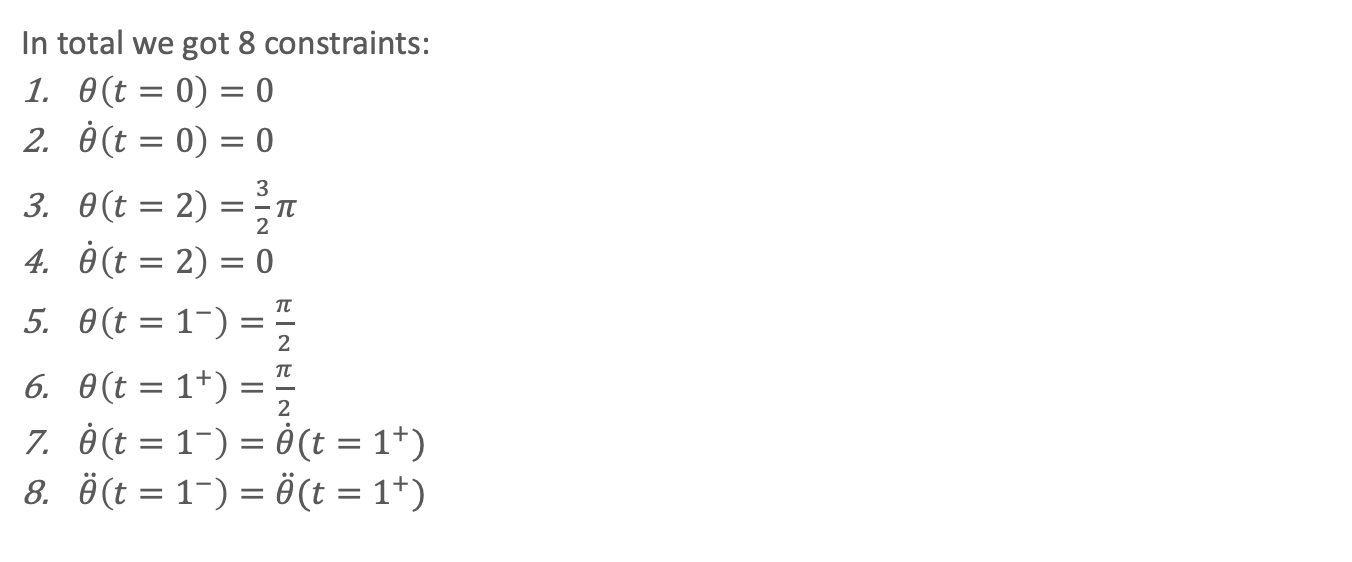 In total we got 8 constraints:
1. θ(t = 0) = 0
2. θ̇(t = 0) = 0
3. θ(t = 2) = 3/2 π
4. θ̇(t = 2) = 0
5. θ(t = 1⁻) = π/2
6. θ(t = 1⁺) = π/2
7. θ̇(t = 1⁻) = θ̇(t = 1⁺)
8. θ̈(t = 1⁻) = θ̈(t = 1⁺)